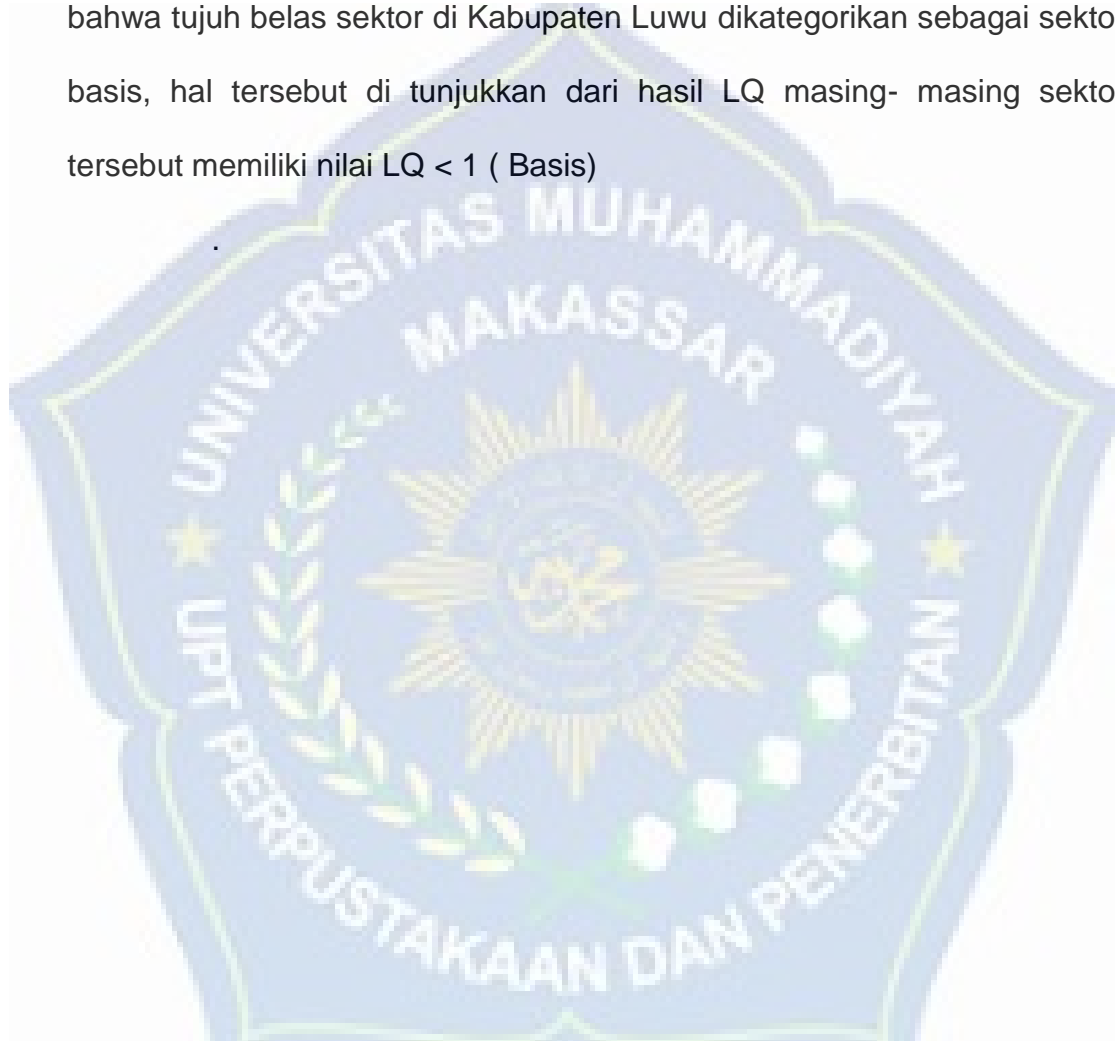 bahwa tujuh belas sektor di Kabupaten Luwu dikategorikan sebagai sekto
basis, hal tersebut di tunjukkan dari hasil LQ masing- masing sekto
tersebut memiliki nilai LQ < 1 ( Basis)
.
UNIVERSITAS MUHAMMADIYAH
MAKASSAR
UPT PERPUSTAKAAN DAN PENERBITAN